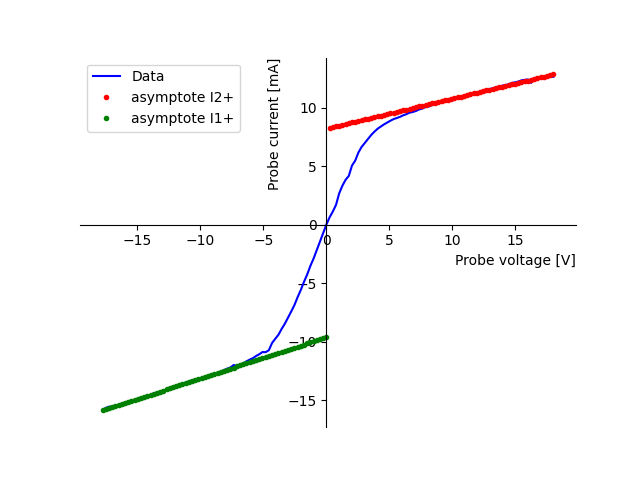 Data
asymptote I2+
asymptote I1+
Probe current [mA]
10
5
0
−5
−10
−15
−15
−10
−5
0
5
10
15
Probe voltage [V]